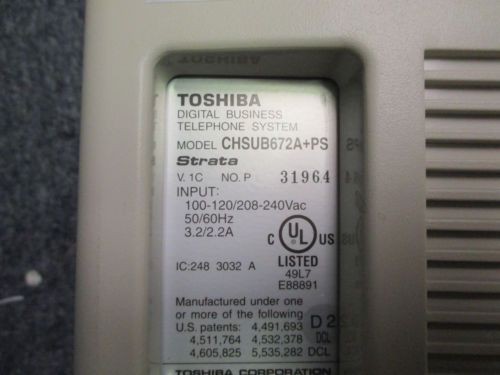 TOSHIBA
DIGITAL BUSINESS
TELEPHONE SYSTEM
MODEL CHSUB672A+PS
Strata
V. 1C NO. P 31964
INPUT:
100-120/208-240Vac
50/60Hz
3.2/2.2A
C UL US
LISTED
49L7
E88891
IC:248 3032 A
Manufactured under one
or more of the following
U.S. patents: 4,491,693
4,511,764 4,532,378
4,605,825 5,535,282
D 2
DCL
DCL
TOSHIBA CORPORATION